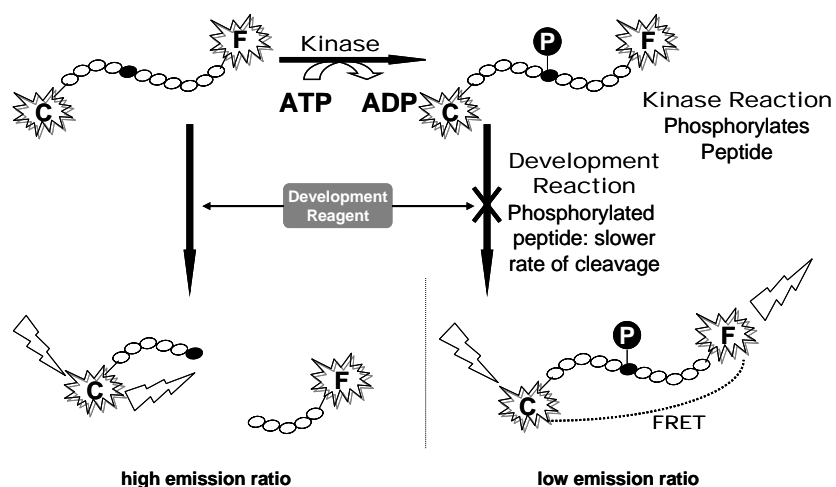 F
P
F
Kinase
ATP ADP
C
C
Kinase Reaction
Phosphorylates
Peptide
Development
Reaction
Development
Reagent
Phosphorylated
peptide: slower
rate of cleavage
P
F
F
C
C
FRET
high emission ratio
low emission ratio